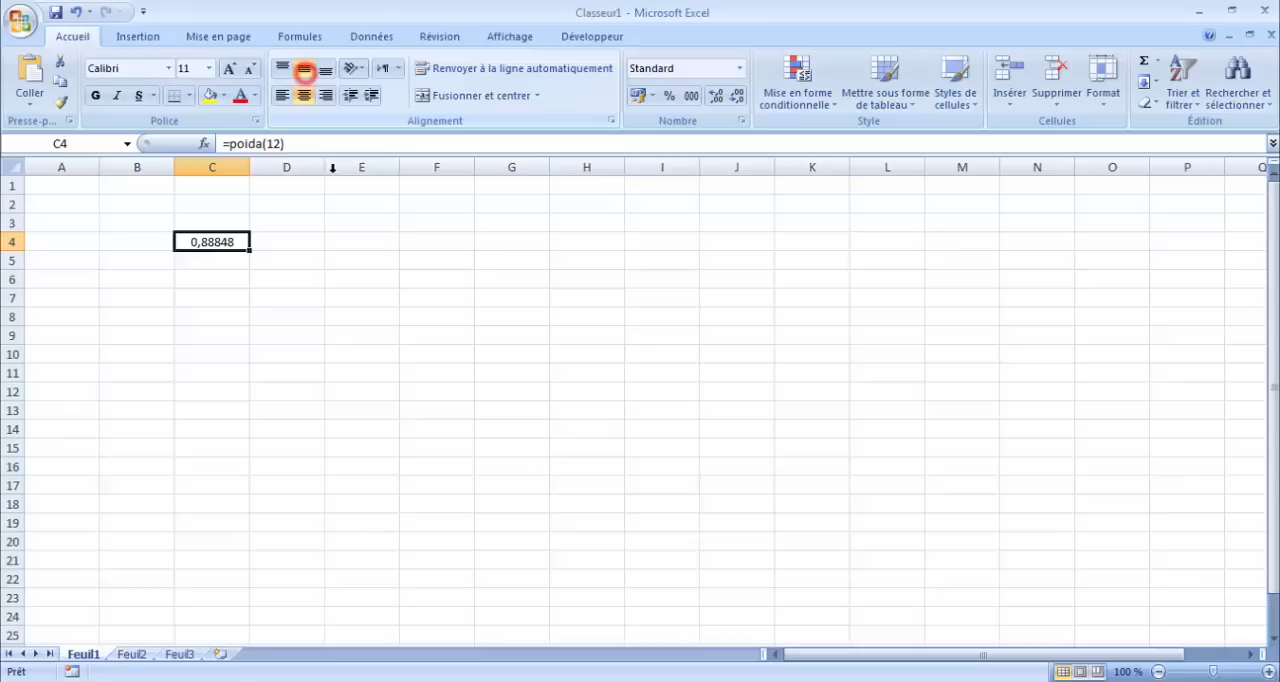 Classeur1 - Microsoft Excel
Accueil Insertion Mise en page Formules Données Révision Affichage Développeur
Coller
Presse-p...
Calibri 11 A A
G I S A
Police
Renvoyer à la ligne automatiquement
Fusionner et centrer
Alignement
Standard
% 000
Nombre
Mise en forme conditionnelle
Mettre sous forme de tableau
Styles de cellules
Style
Insérer Supprimer Format
Cellules
Σ
Trier et filtrer
Rechercher et sélectionner
Édition
C4 fx =poida(12)
A B C D E F G H I J K L M N O P Q
1
2
3
4 0,88848
5
6
7
8
9
10
11
12
13
14
15
16
17
18
19
20
21
22
23
24
25
Feuil1 Feuil2 Feuil3
Prêt 100 %